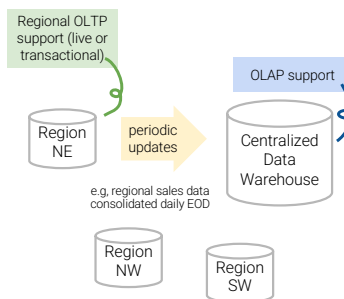 Regional OLTP
support (live or
transactional)
OLAP support
Region
NE
periodic
updates
Centralized
Data
Warehouse
e.g, regional sales data
consolidated daily EOD
Region
NW
Region
SW